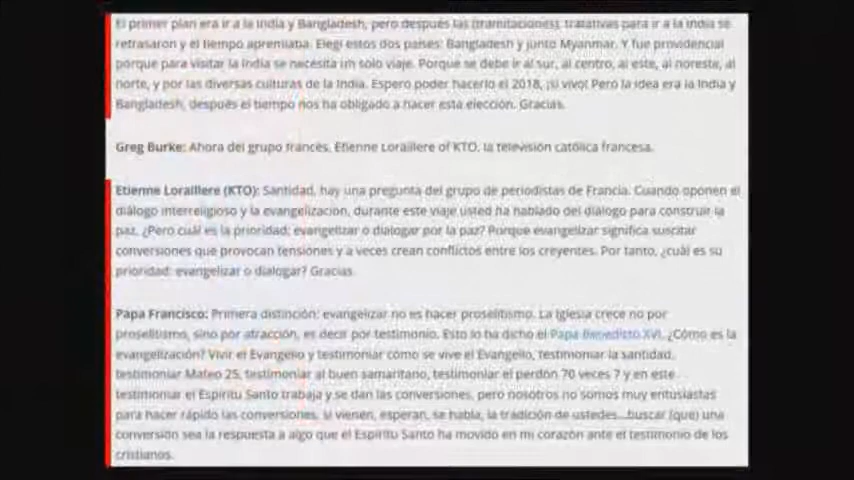 El primer plan era ir a la India y Bangladesh, pero después las (tramitaciones), tratativas para ir a la India se
retrasaron y el tiempo apremiaba. Elegí estos dos países: Bangladesh y junto Myanmar. Y fue providencial
porque para visitar la India se necesita un solo viaje. Porque se debe ir al sur, al centro, al este, al noreste, al
norte, y por las diversas culturas de la India. Espero poder hacerlo el 2018, ¡si vivo! Pero la idea era la India y
Bangladesh, después el tiempo nos ha obligado a hacer esta elección. Gracias.
Greg Burke: Ahora del grupo francés, Etienne Loraillere of KTO, la televisión católica francesa.
Etienne Loraillere (KTO): Santidad, hay una pregunta del grupo de periodistas de Francia. Cuando oponen el
diálogo interreligioso y la evangelización, durante este viaje usted ha hablado del diálogo para construir la
paz. ¿Pero cuál es la prioridad: evangelizar o dialogar por la paz? Porque evangelizar significa suscitar
conversiones que provocan tensiones y a veces crean conflictos entre los creyentes. Por tanto, ¿cuál es su
prioridad: evangelizar o dialogar? Gracias.
Papa Francisco: Primera distinción: evangelizar no es hacer proselitismo. La Iglesia crece no por
proselitismo, sino por atracción, es decir por testimonio. Esto lo ha dicho el Papa Benedicto XVI. ¿Cómo es la
evangelización? Vivir el Evangelio y testimoniar cómo se vive el Evangelio, testimoniar la santidad,
testimoniar Mateo 25, testimoniar al buen samaritano, testimoniar el perdón 70 veces 7 y en este
testimoniar el Espíritu Santo trabaja y se dan las conversiones, pero nosotros no somos muy entusiastas
para hacer rápido las conversiones, si vienen, esperan, se habla, la tradición de ustedes...buscar (que) una
conversión sea la respuesta a algo que el Espíritu Santo ha movido en mi corazón ante el testimonio de los
cristianos.